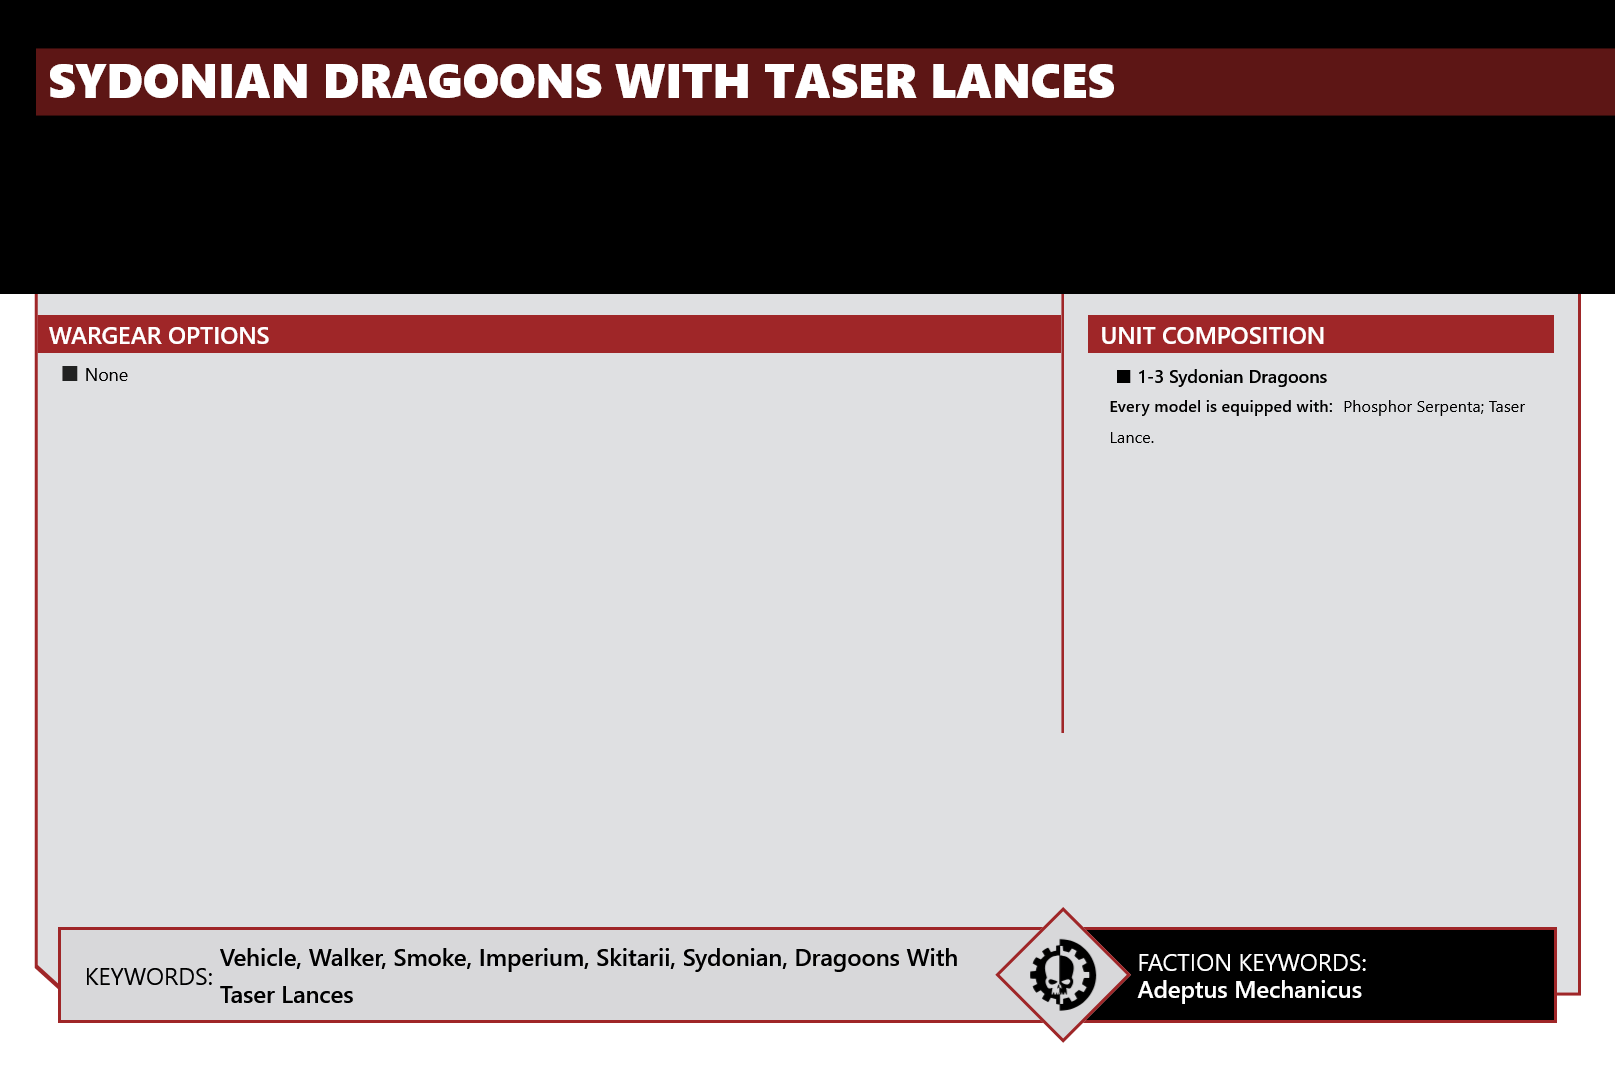 SYDONIAN DRAGOONS WITH TASER LANCES
WARGEAR OPTIONS
None
UNIT COMPOSITION
1-3 Sydonian Dragoons
Every model is equipped with: Phosphor Serpenta; Taser
Lance.
KEYWORDS:
Vehicle, Walker, Smoke, Imperium, Skitarii, Sydonian, Dragoons With
Taser Lances
FACTION KEYWORDS:
Adeptus Mechanicus